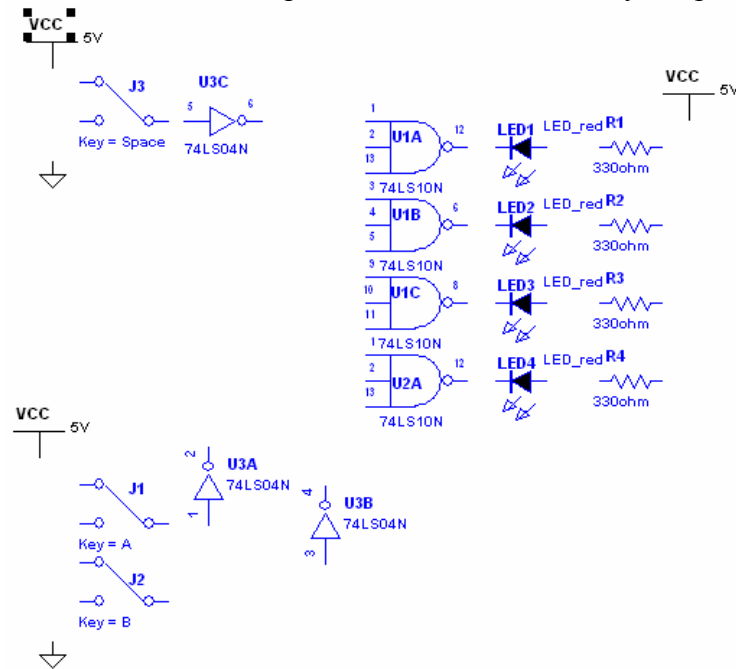 VCC
5V
J3
Key = Space
U3C
5
6
74LS04N
VCC
5V
1
2
13
U1A
12
74LS10N
LED1
LED_red
R1
330ohm
3
4
5
U1B
6
74LS10N
LED2
LED_red
R2
330ohm
9
10
11
U1C
8
74LS10N
LED3
LED_red
R3
330ohm
1
2
13
U2A
12
74LS10N
LED4
LED_red
R4
330ohm
VCC
5V
J1
Key = A
J2
Key = B
2
U3A
74LS04N
1
4
U3B
74LS04N
3